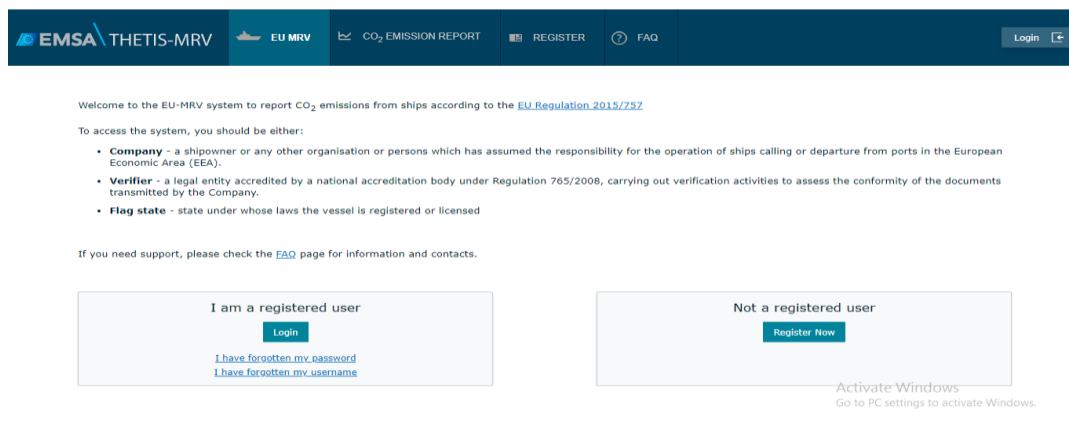 EMSA THETIS-MRV EU MRV CO2 EMISSION REPORT REGISTER FAQ Login
Welcome to the EU-MRV system to report CO2 emissions from ships according to the EU Regulation 2015/757
To access the system, you should be either:
• Company - a shipowner or any other organisation or persons which has assumed the responsibility for the operation of ships calling or departure from ports in the European
Economic Area (EEA).
• Verifier - a legal entity accredited by a national accreditation body under Regulation 765/2008, carrying out verification activities to assess the conformity of the documents
transmitted by the Company.
• Flag state - state under whose laws the vessel is registered or licensed
If you need support, please check the FAQ page for information and contacts.
I am a registered user
Login
I have forgotten my password
I have forgotten my username
Not a registered user
Register Now
Activate Windows
Go to PC settings to activate Windows.